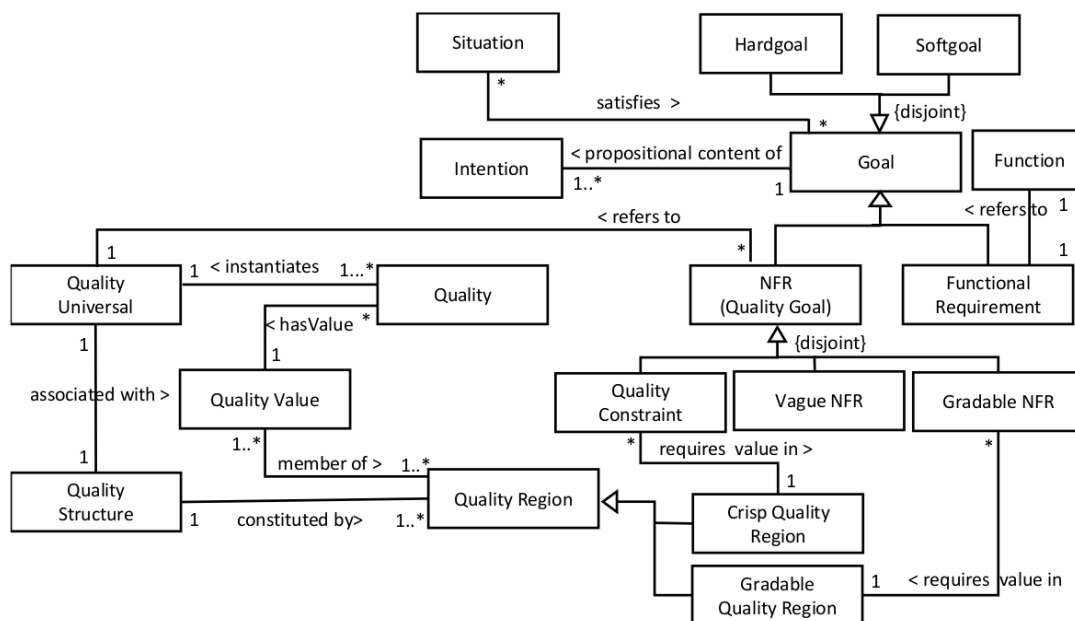 Situation
Hardgoal
Softgoal
*
satisfies >
{disjoint}
*
Intention
< propositional content of
Goal
Function
1..*
1
1
< refers to
< refers to
1
*
1
Quality
Universal
1
< instantiates
1...*
Quality
NFR
(Quality Goal)
Functional
Requirement
1
< hasValue
*
{disjoint}
1
associated with >
Quality Value
Quality
Constraint
Vague NFR
Gradable NFR
1..*
*
requires value in >
*
1
member of >
1..*
1
Quality
Structure
1
constituted by>
1..*
Quality Region
Crisp Quality
Region
Gradable
Quality Region
1
< requires value in